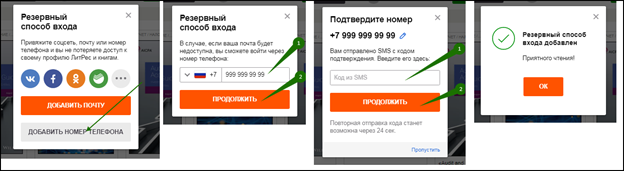 Резервный
способ входа
Привяжите соцсеть, почту или номер
телефона и вы не потеряете доступ к
своему профилю ЛитРес и книгам.
ДОБАВИТЬ ПОЧТУ
ДОБАВИТЬ НОМЕР ТЕЛЕФОНА
Резервный
способ входа
В случае, если ваша почта будет
недоступна, вы сможете войти через
номер телефона:
1
+7 999 999 99 99
2
ПРОДОЛЖИТЬ
Подтвердите номер
+7 999 999 99 99
Вам отправлено SMS с кодом
подтверждения. Введите его здесь:
1
Код из SMS
2
ПРОДОЛЖИТЬ
Повторная отправка кода станет
возможна через 24 сек.
Пропустить
Резервный способ
входа добавлен
Приятного чтения!
ОК